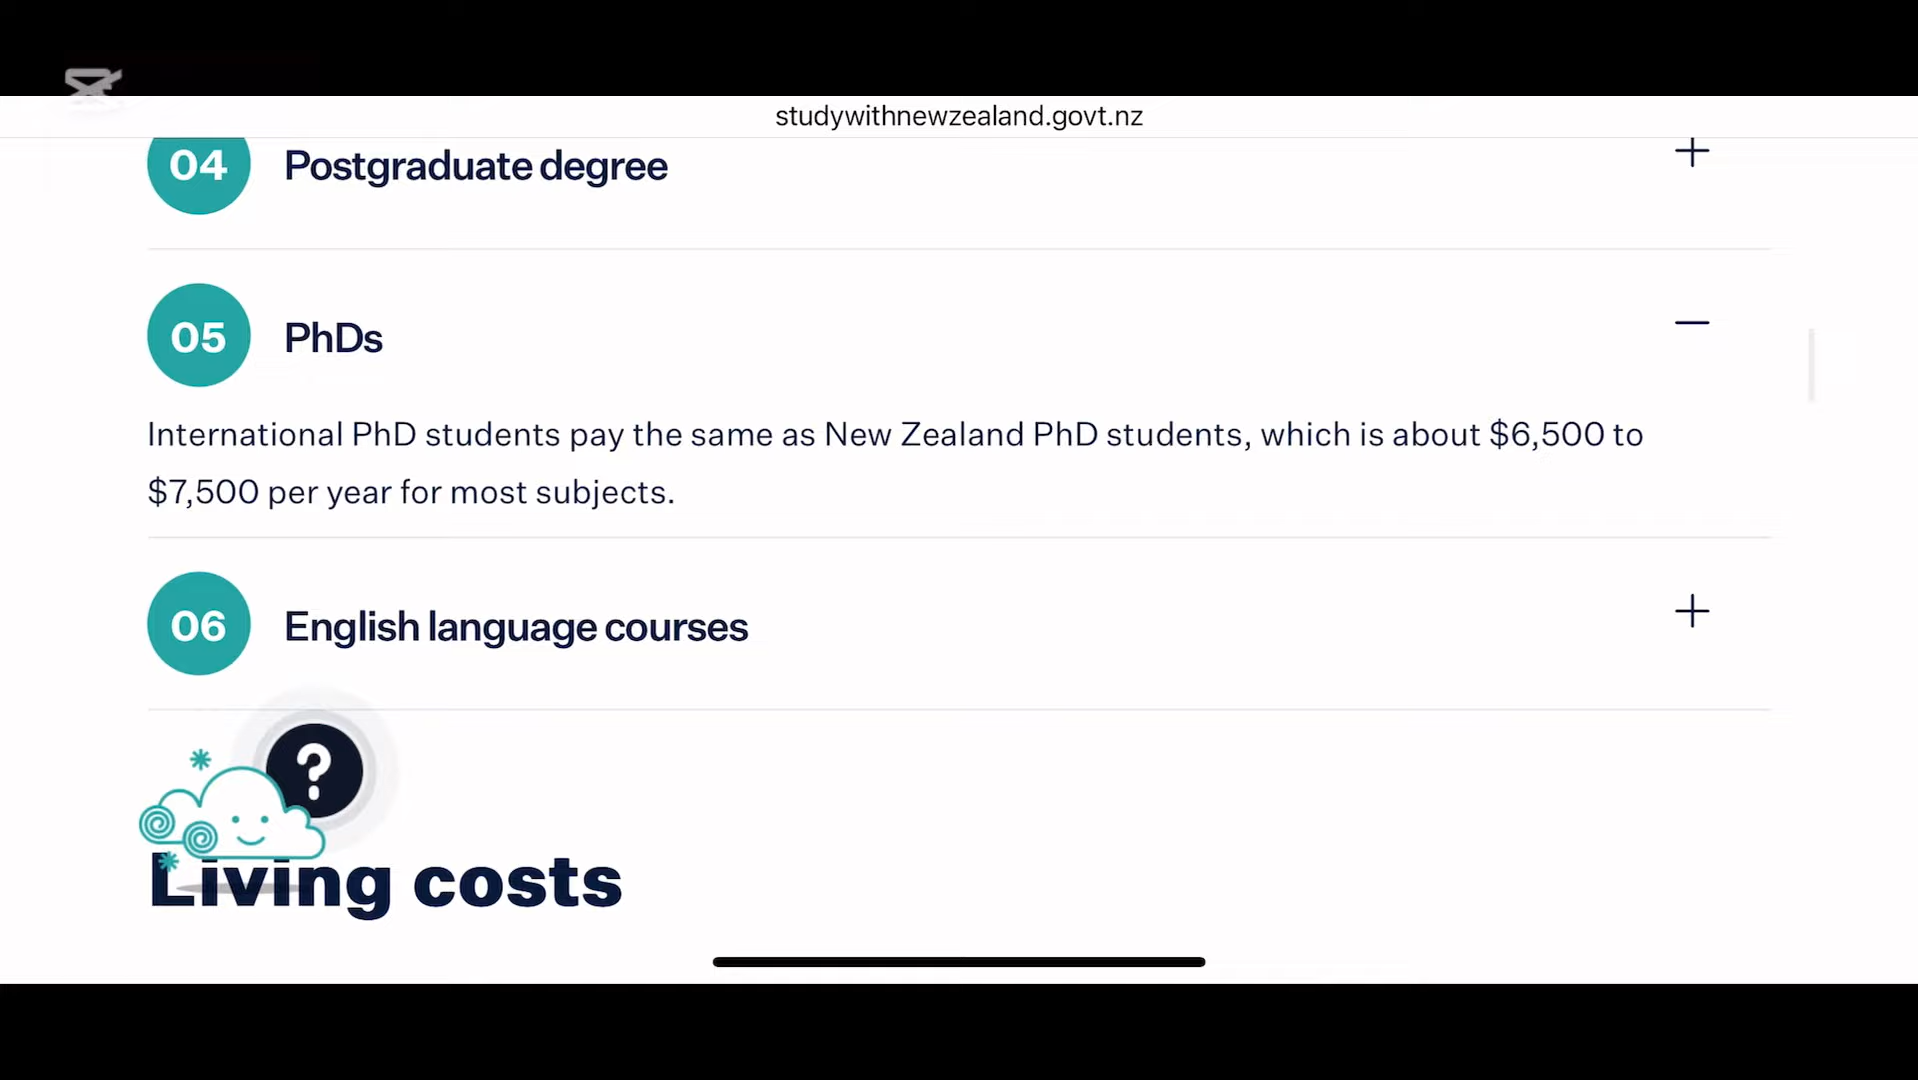 studywithnewzealand.govt.nz
04 Postgraduate degree
05 PhDs
International PhD students pay the same as New Zealand PhD students, which is about $6,500 to
$7,500 per year for most subjects.
06 English language courses
?
Living costs